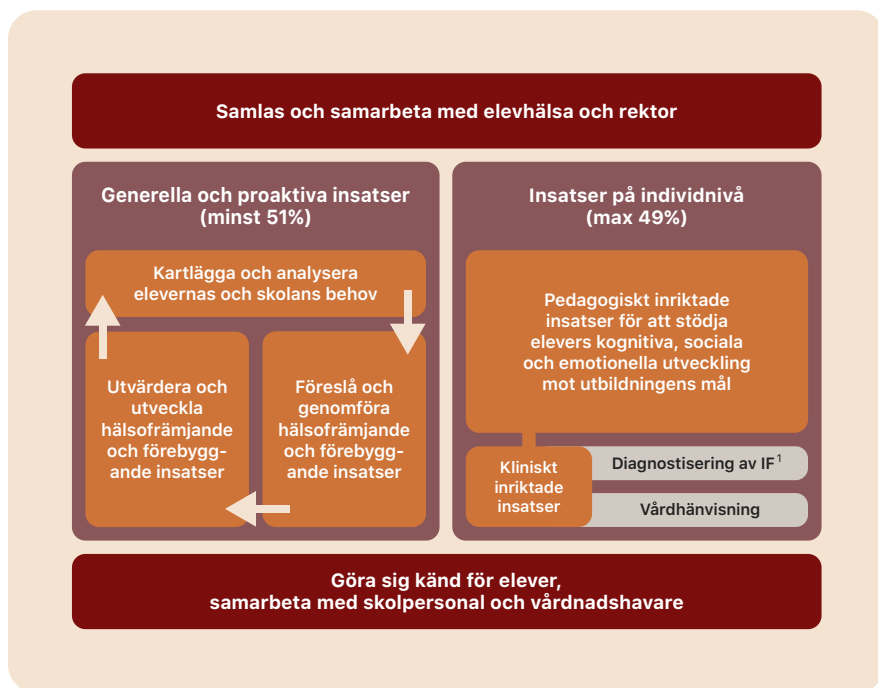 Samlas och samarbeta med elevhälsa och rektor
Generella och proaktiva insatser
(minst 51%)
Kartlägga och analysera
elevernas och skolans behov
Utvärdera och
utveckla
hälsofrämjande
och förebygg-
ande insatser
Föreslå och
genomföra
hälsofrämjande
och förebygg-
ande insatser
Insatser på individnivå
(max 49%)
Pedagogiskt inriktade
insatser för att stödja
elevers kognitiva, sociala
och emotionella utveckling
mot utbildningens mål
Kliniskt
inriktade
insatser
Diagnostisering av IF¹
Vårdhänvisning
Göra sig känd för elever,
samarbeta med skolpersonal och vårdnadshavare